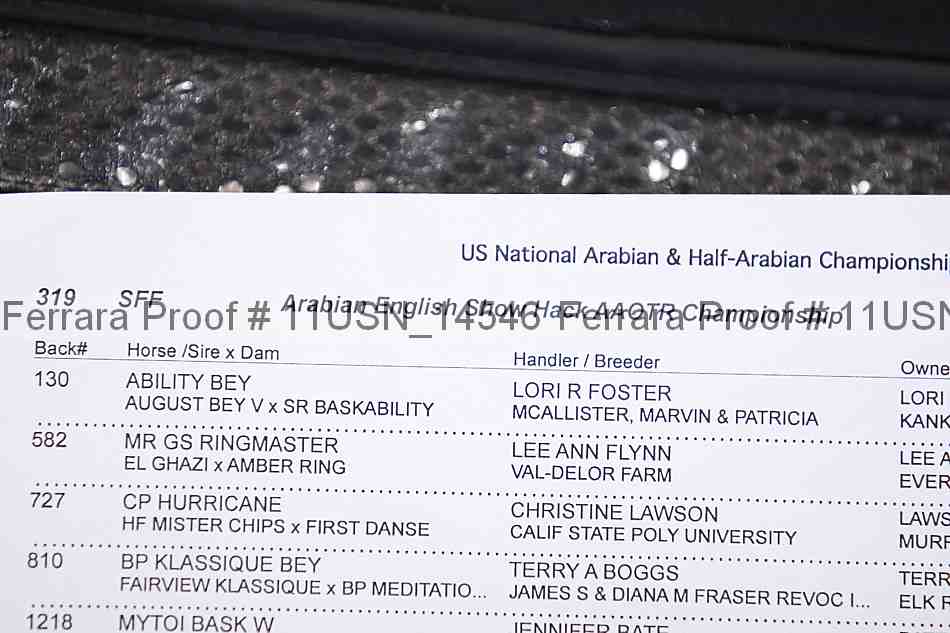 US National Arabian & Half-Arabian Championshi
319 SFF Arabian English Show Hack AAOTR Championship
Ferrara Proof # 11USN_14546 Ferrara Proof # 11USN
Back# Horse /Sire x Dam Handler / Breeder Owne
130 ABILITY BEY LORI R FOSTER LORI
AUGUST BEY V x SR BASKABILITY MCALLISTER, MARVIN & PATRICIA KANK
582 MR GS RINGMASTER LEE ANN FLYNN LEE A
EL GHAZI x AMBER RING VAL-DELOR FARM EVER
727 CP HURRICANE CHRISTINE LAWSON LAWS
HF MISTER CHIPS x FIRST DANSE CALIF STATE POLY UNIVERSITY MURR
810 BP KLASSIQUE BEY TERRY A BOGGS TERR
FAIRVIEW KLASSIQUE x BP MEDITATIO... JAMES S & DIANA M FRASER REVOC I... ELK R
1218 MYTOI BASK W JENNIFER